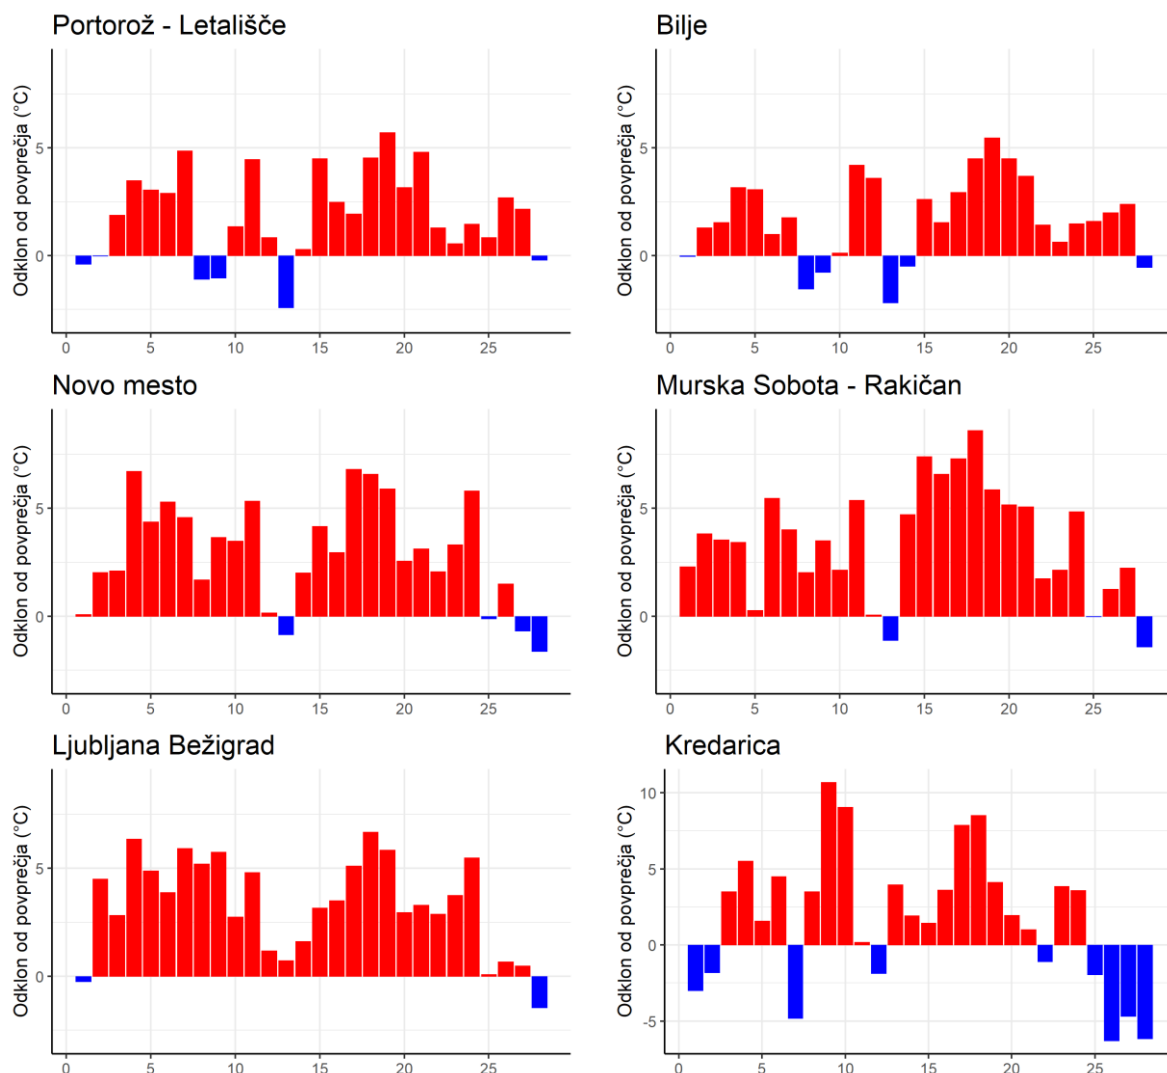 Portorož - Letališče
Odklon od povprečja (°C)
5
0
0 5 10 15 20 25
Bilje
Odklon od povprečja (°C)
5
0
0 5 10 15 20 25
Novo mesto
Odklon od povprečja (°C)
5
0
0 5 10 15 20 25
Murska Sobota - Rakičan
Odklon od povprečja (°C)
5
0
0 5 10 15 20 25
Ljubljana Bežigrad
Odklon od povprečja (°C)
5
0
0 5 10 15 20 25
Kredarica
Odklon od povprečja (°C)
10
5
0
-5
0 5 10 15 20 25